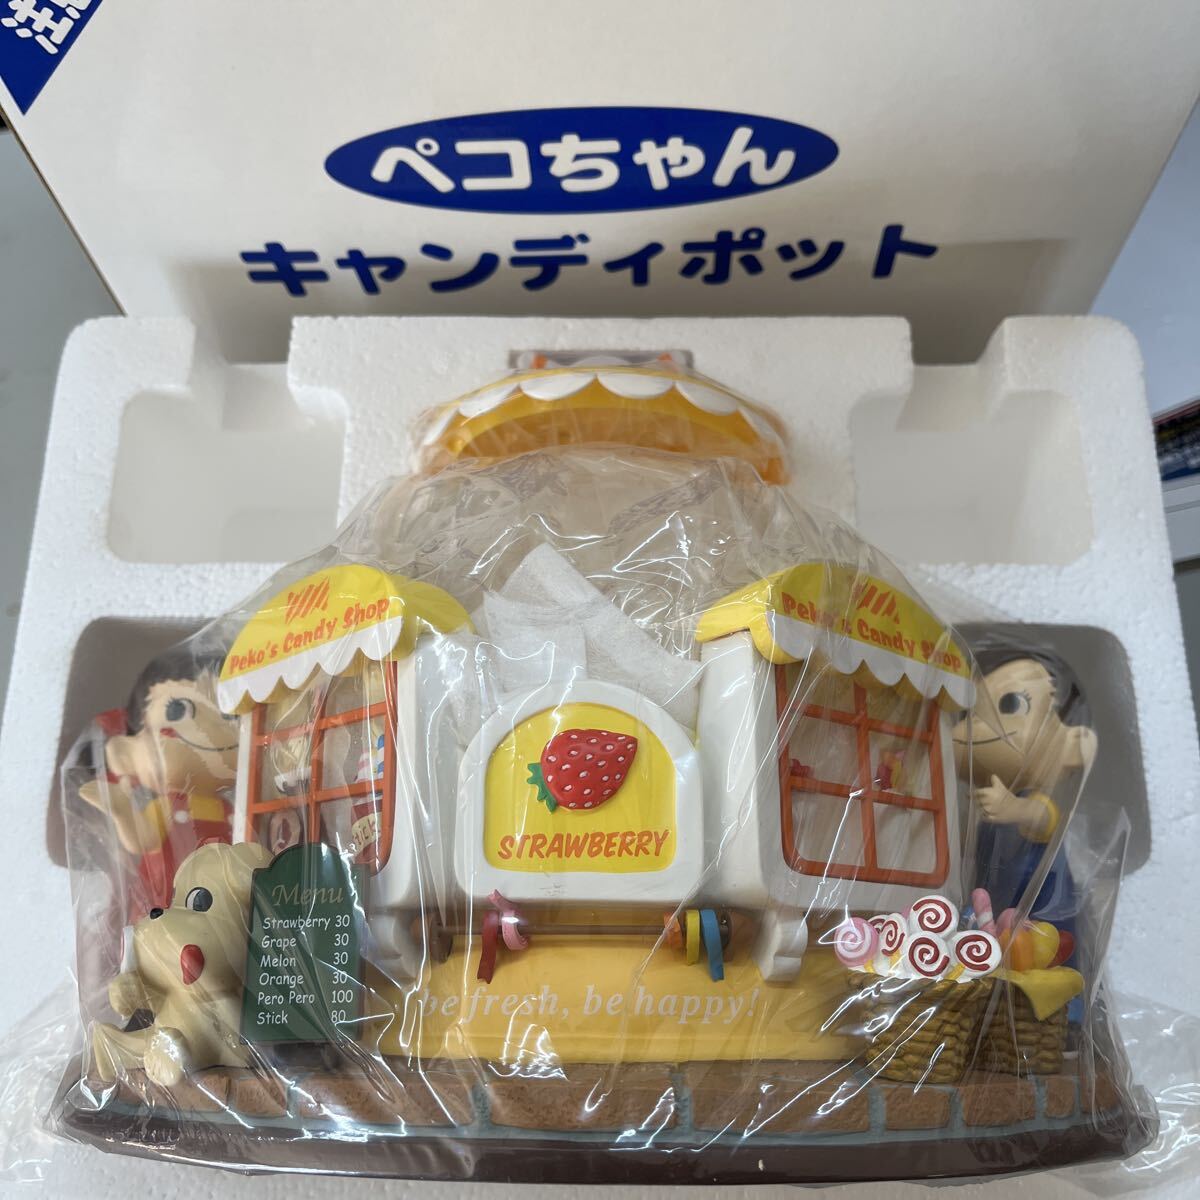 ペコちゃん
キャンディポット
Peko's Candy Shop
Peko's Candy Shop
STRAWBERRY
Menu
Strawberry 30
Grape 30
Melon 30
Orange 30
Pero Pero 100
Stick 80
be fresh, be happy!